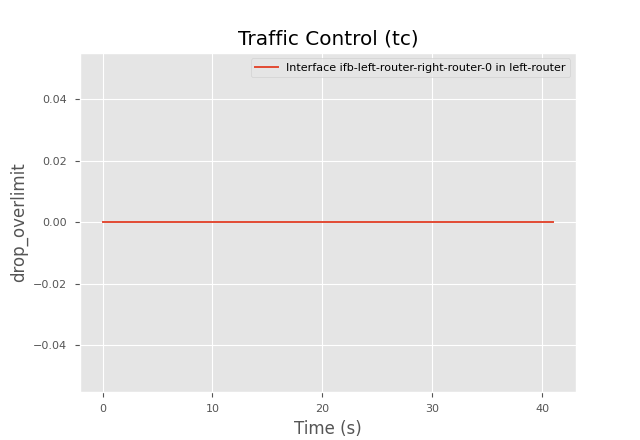 Traffic Control (tc)
Interface ifb-left-router-right-router-0 in left-router
drop_overlimit
0.04
0.02
0.00
−0.02
−0.04
0
10
20
30
40
Time (s)